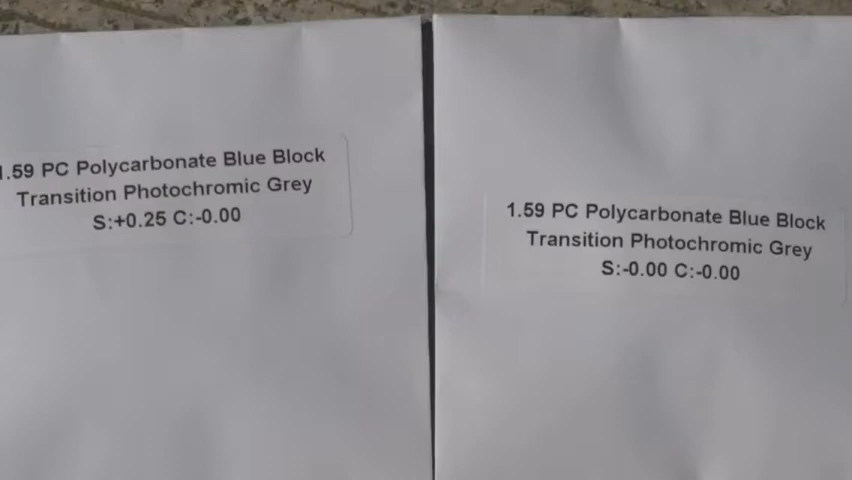 1.59 PC Polycarbonate Blue Block
Transition Photochromic Grey
S:+0.25 C:-0.00
1.59 PC Polycarbonate Blue Block
Transition Photochromic Grey
S:-0.00 C:-0.00